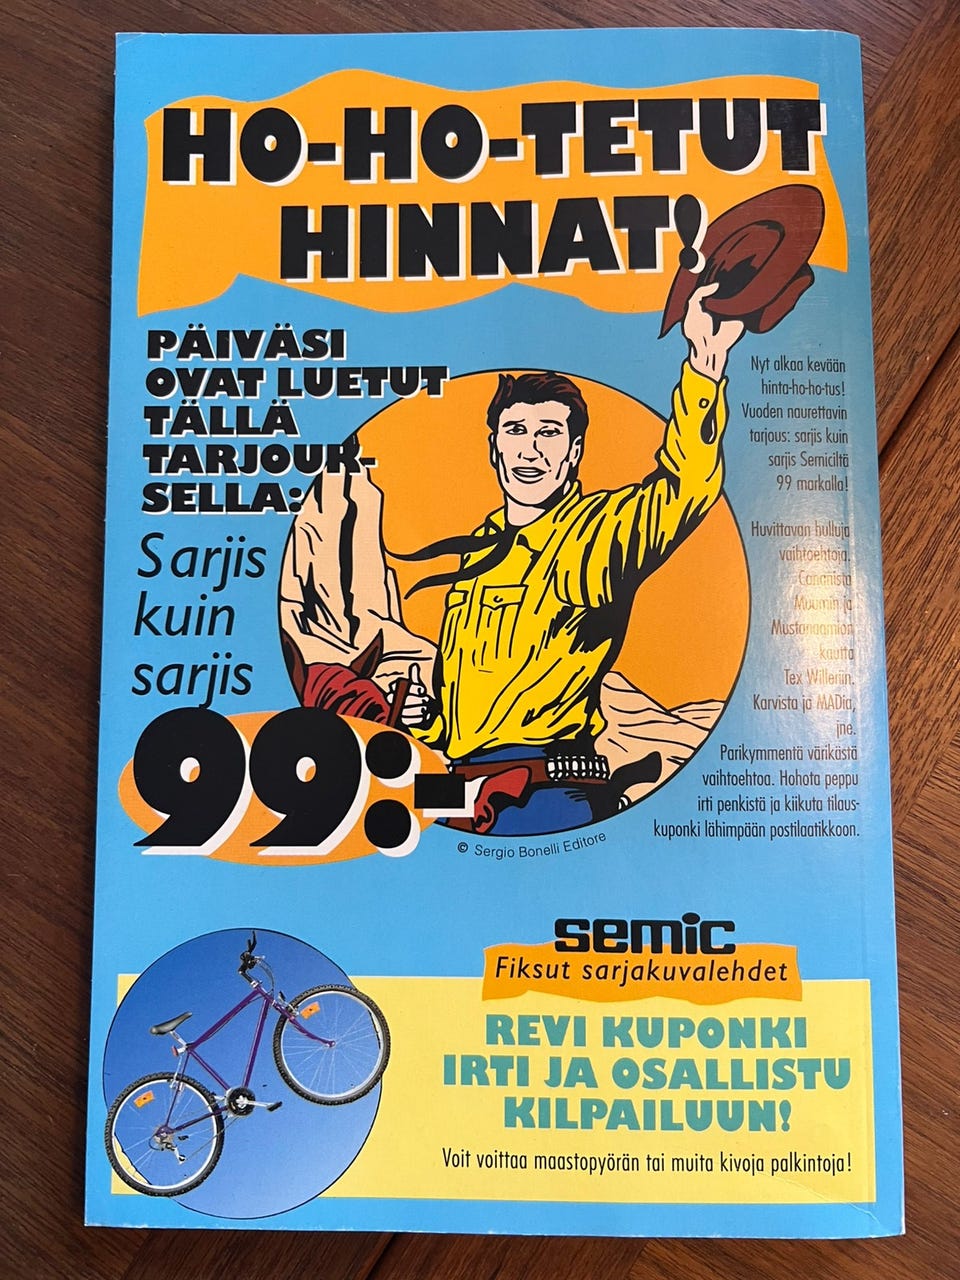 HO-HO-TETUT
HINNAT!
PÄIVÄSI
OVAT LUETUT
TÄLLÄ
TARJOUK-
SELLA:
Sarjis
kuin
sarjis
99:-
Nyt alkaa kevään
hinta-ho-ho-tus!
Vuoden naurettavin
tarjous: sarjis kuin
sarjis Semiciltä
99 markalla!
Huvittavan hulluja
vaihtoehtoja.
Conanista
Muumin ja
Mustanaamion
kautta
Tex Willeriin.
Karvista ja MADia,
jne.
Parikymmentä värikästä
vaihtoehtoa. Hohota peppu
irti penkistä ja kiikuta tilaus-
kuponki lähimpään postilaatikkoon.
© Sergio Bonelli Editore
semic
Fiksut sarjakuvalehdet
REVI KUPONKI
IRTI JA OSALLISTU
KILPAILUUN!
Voit voittaa maastopyörän tai muita kivoja palkintoja!